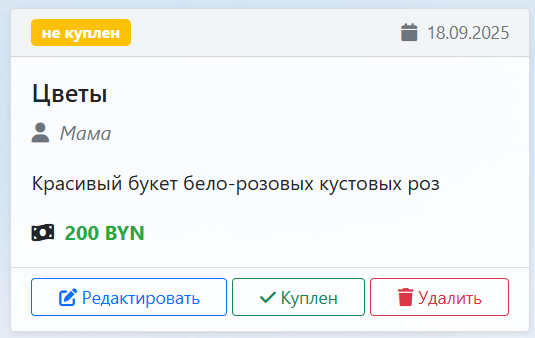 не куплен 18.09.2025
Цветы
Мама
Красивый букет бело-розовых кустовых роз
200 BYN
Редактировать Куплен Удалить